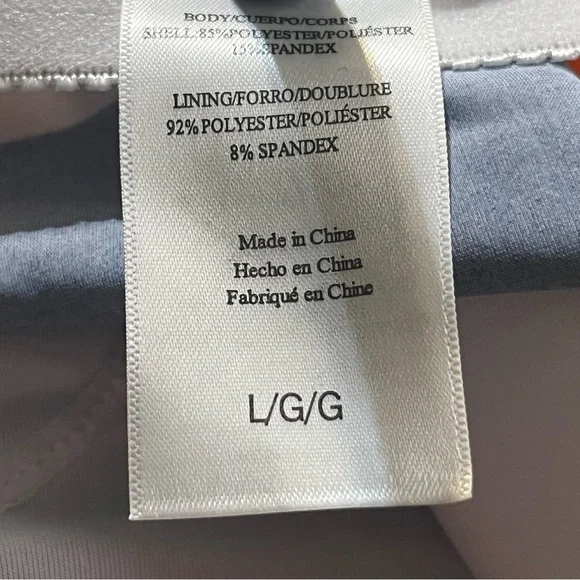 BODY/CUERPO/CORPS
SHELL: 85%POLYESTER/POLIÉSTER
15%SPANDEX
LINING/FORRO/DOUBLURE
92%POLYESTER/POLIÉSTER
8% SPANDEX
Made in China
Hecho en China
Fabriqué en Chine
L/G/G